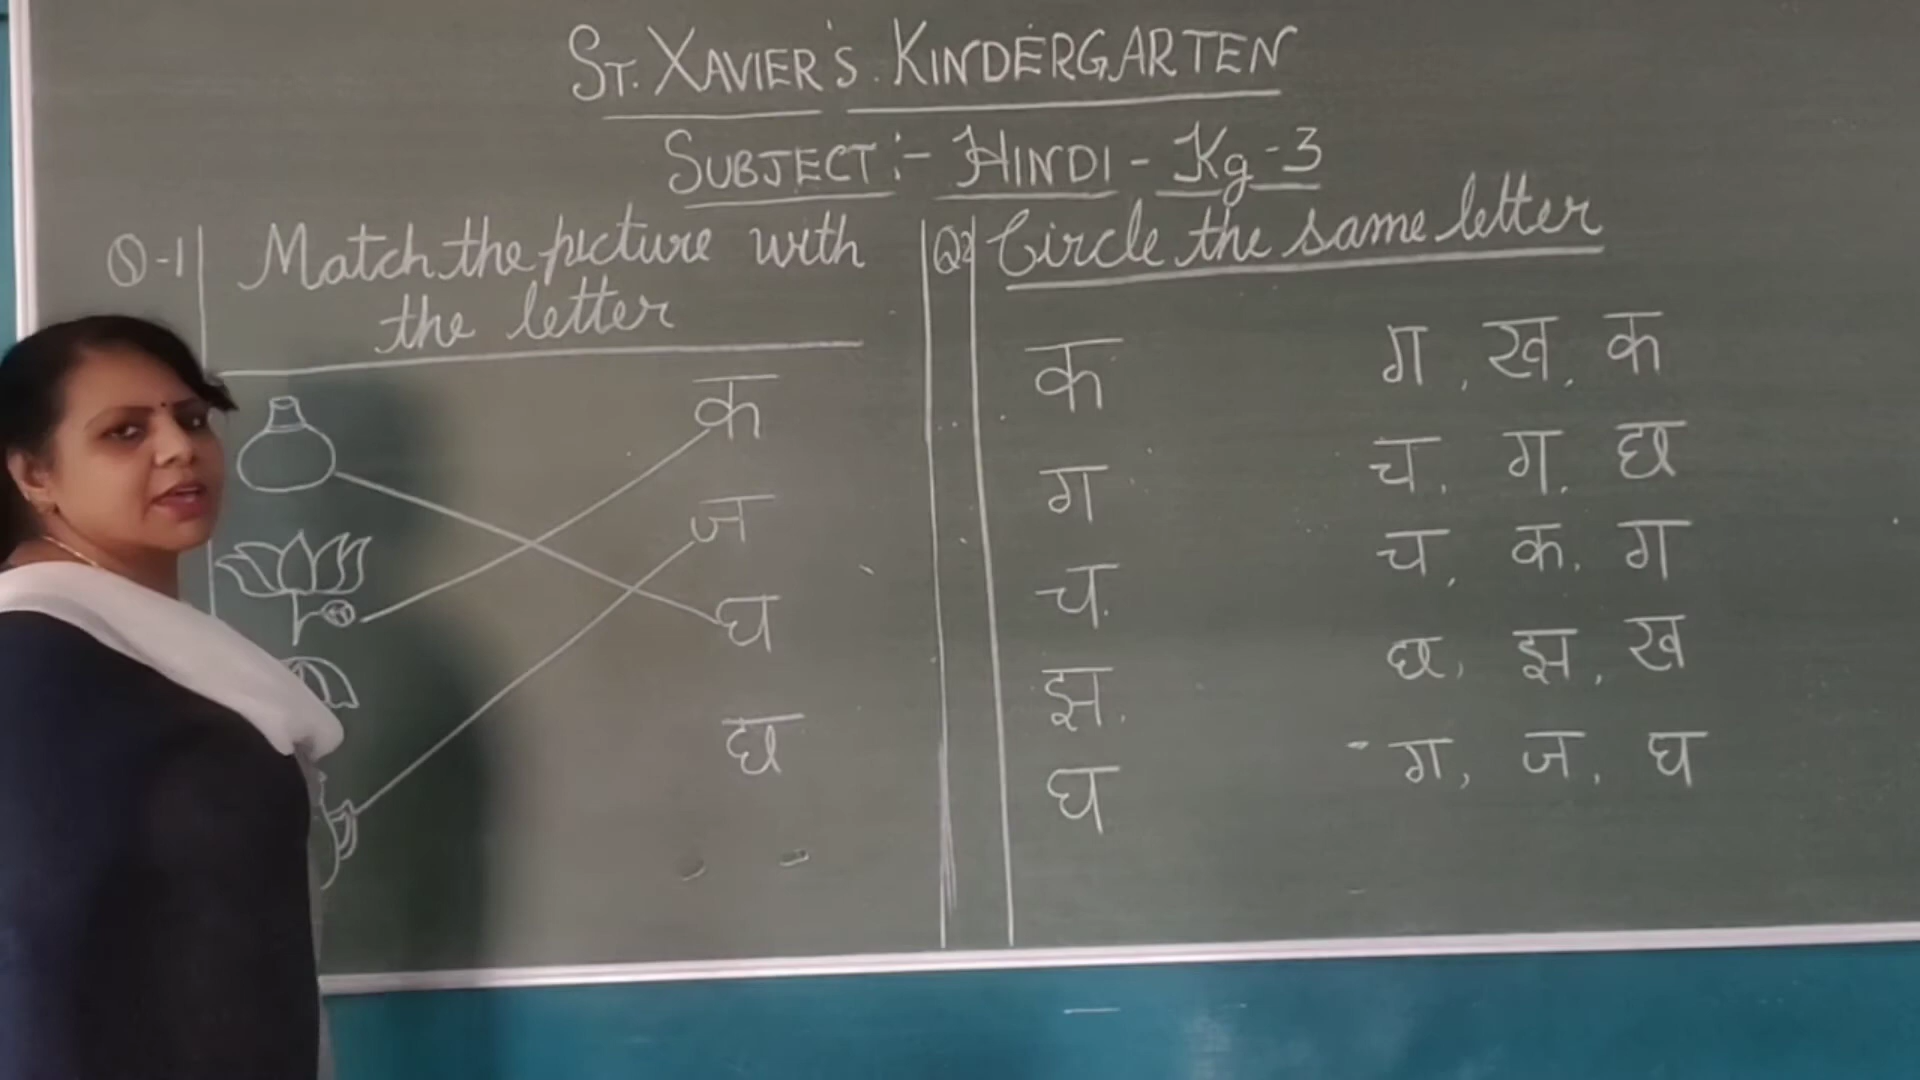 ST. XAVIER'S. KINDERGARTEN
SUBJECT:- HINDI - Kg-3
Q-1 Match the picture with
the letter
क
ज
घ
छ
Q2 Circle the same letter
क ग, ख, क
ग च, ग, छ
च. च, क, ग
झ. छ, झ, ख
घ ग, ज, घ